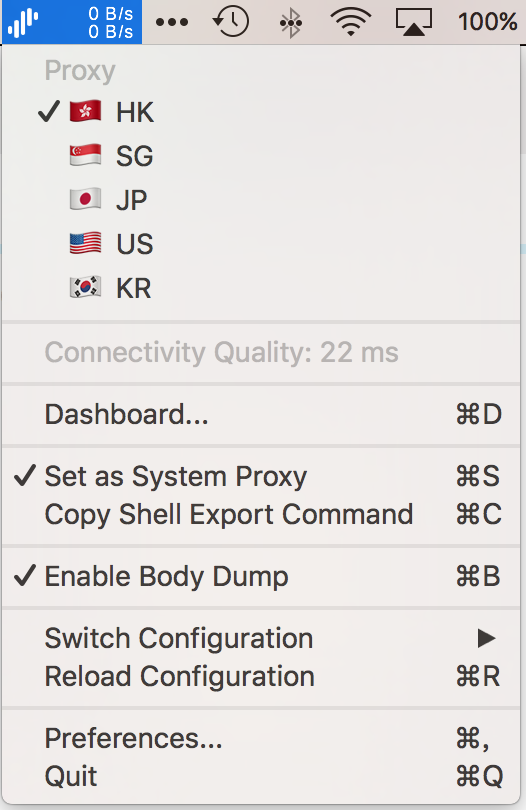 0 B/s
0 B/s
100%
Proxy
✓ 🇭🇰 HK
🇸🇬 SG
🇯🇵 JP
🇺🇸 US
🇰🇷 KR
Connectivity Quality: 22 ms
Dashboard... ⌘D
✓ Set as System Proxy ⌘S
Copy Shell Export Command ⌘C
✓ Enable Body Dump ⌘B
Switch Configuration ▶
Reload Configuration ⌘R
Preferences... ⌘,
Quit ⌘Q